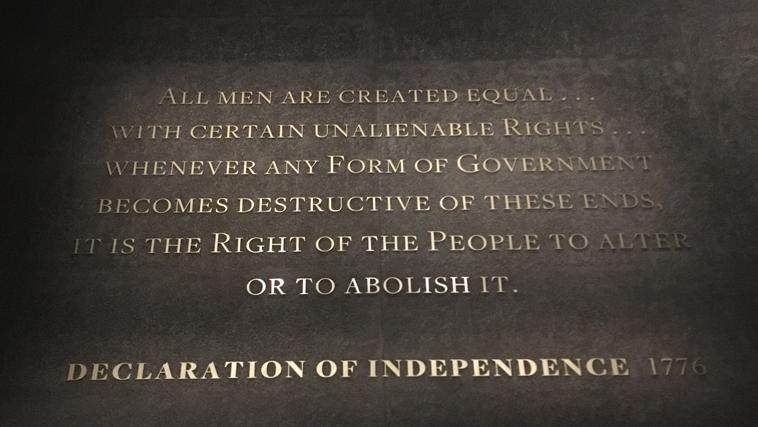 ALL MEN ARE CREATED EQUAL . . .
WITH CERTAIN UNALIENABLE RIGHTS . . .
WHENEVER ANY FORM OF GOVERNMENT
BECOMES DESTRUCTIVE OF THESE ENDS,
IT IS THE RIGHT OF THE PEOPLE TO ALTER
OR TO ABOLISH IT.
DECLARATION OF INDEPENDENCE 1776